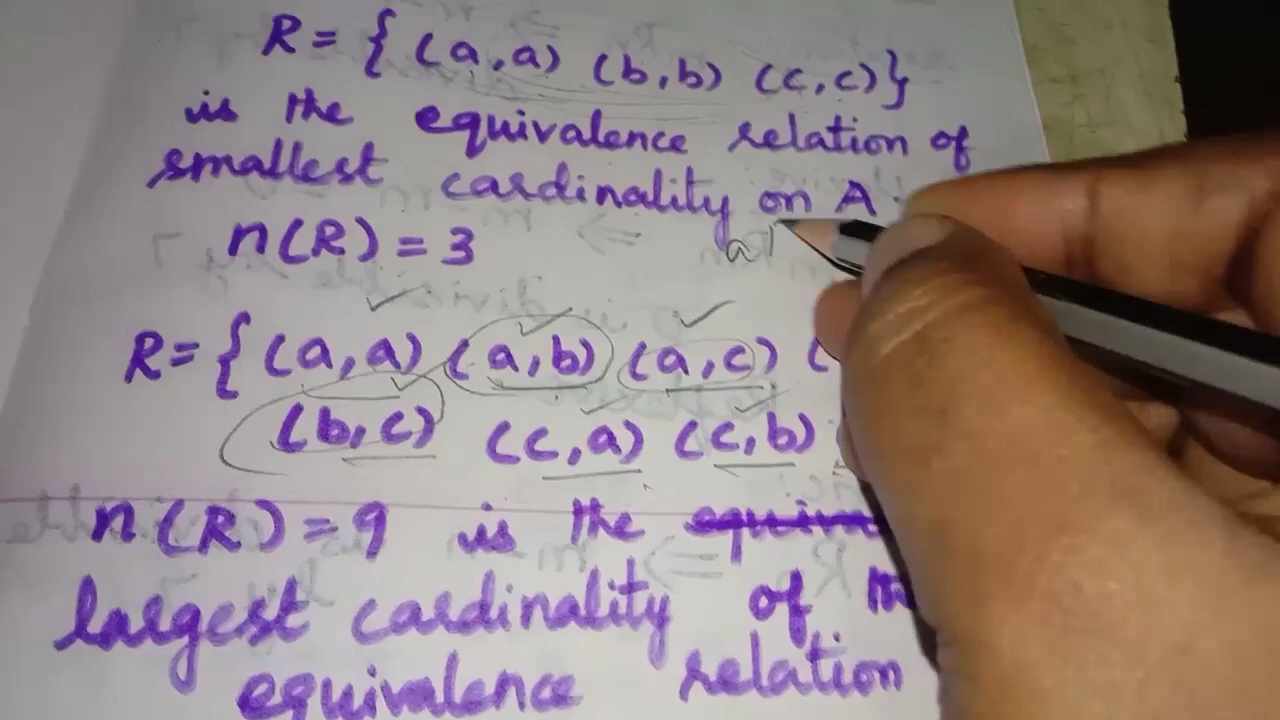 R = { (a,a) (b,b) (c,c)}
is the equivalence relation of
smallest cardinality on A.
n(R) = 3
a
R = { (a,a) (a,b) (a,c) (
(b,c) (c,a) (c,b)
n(R) = 9 is the
largest cardinality of
equivalence relation